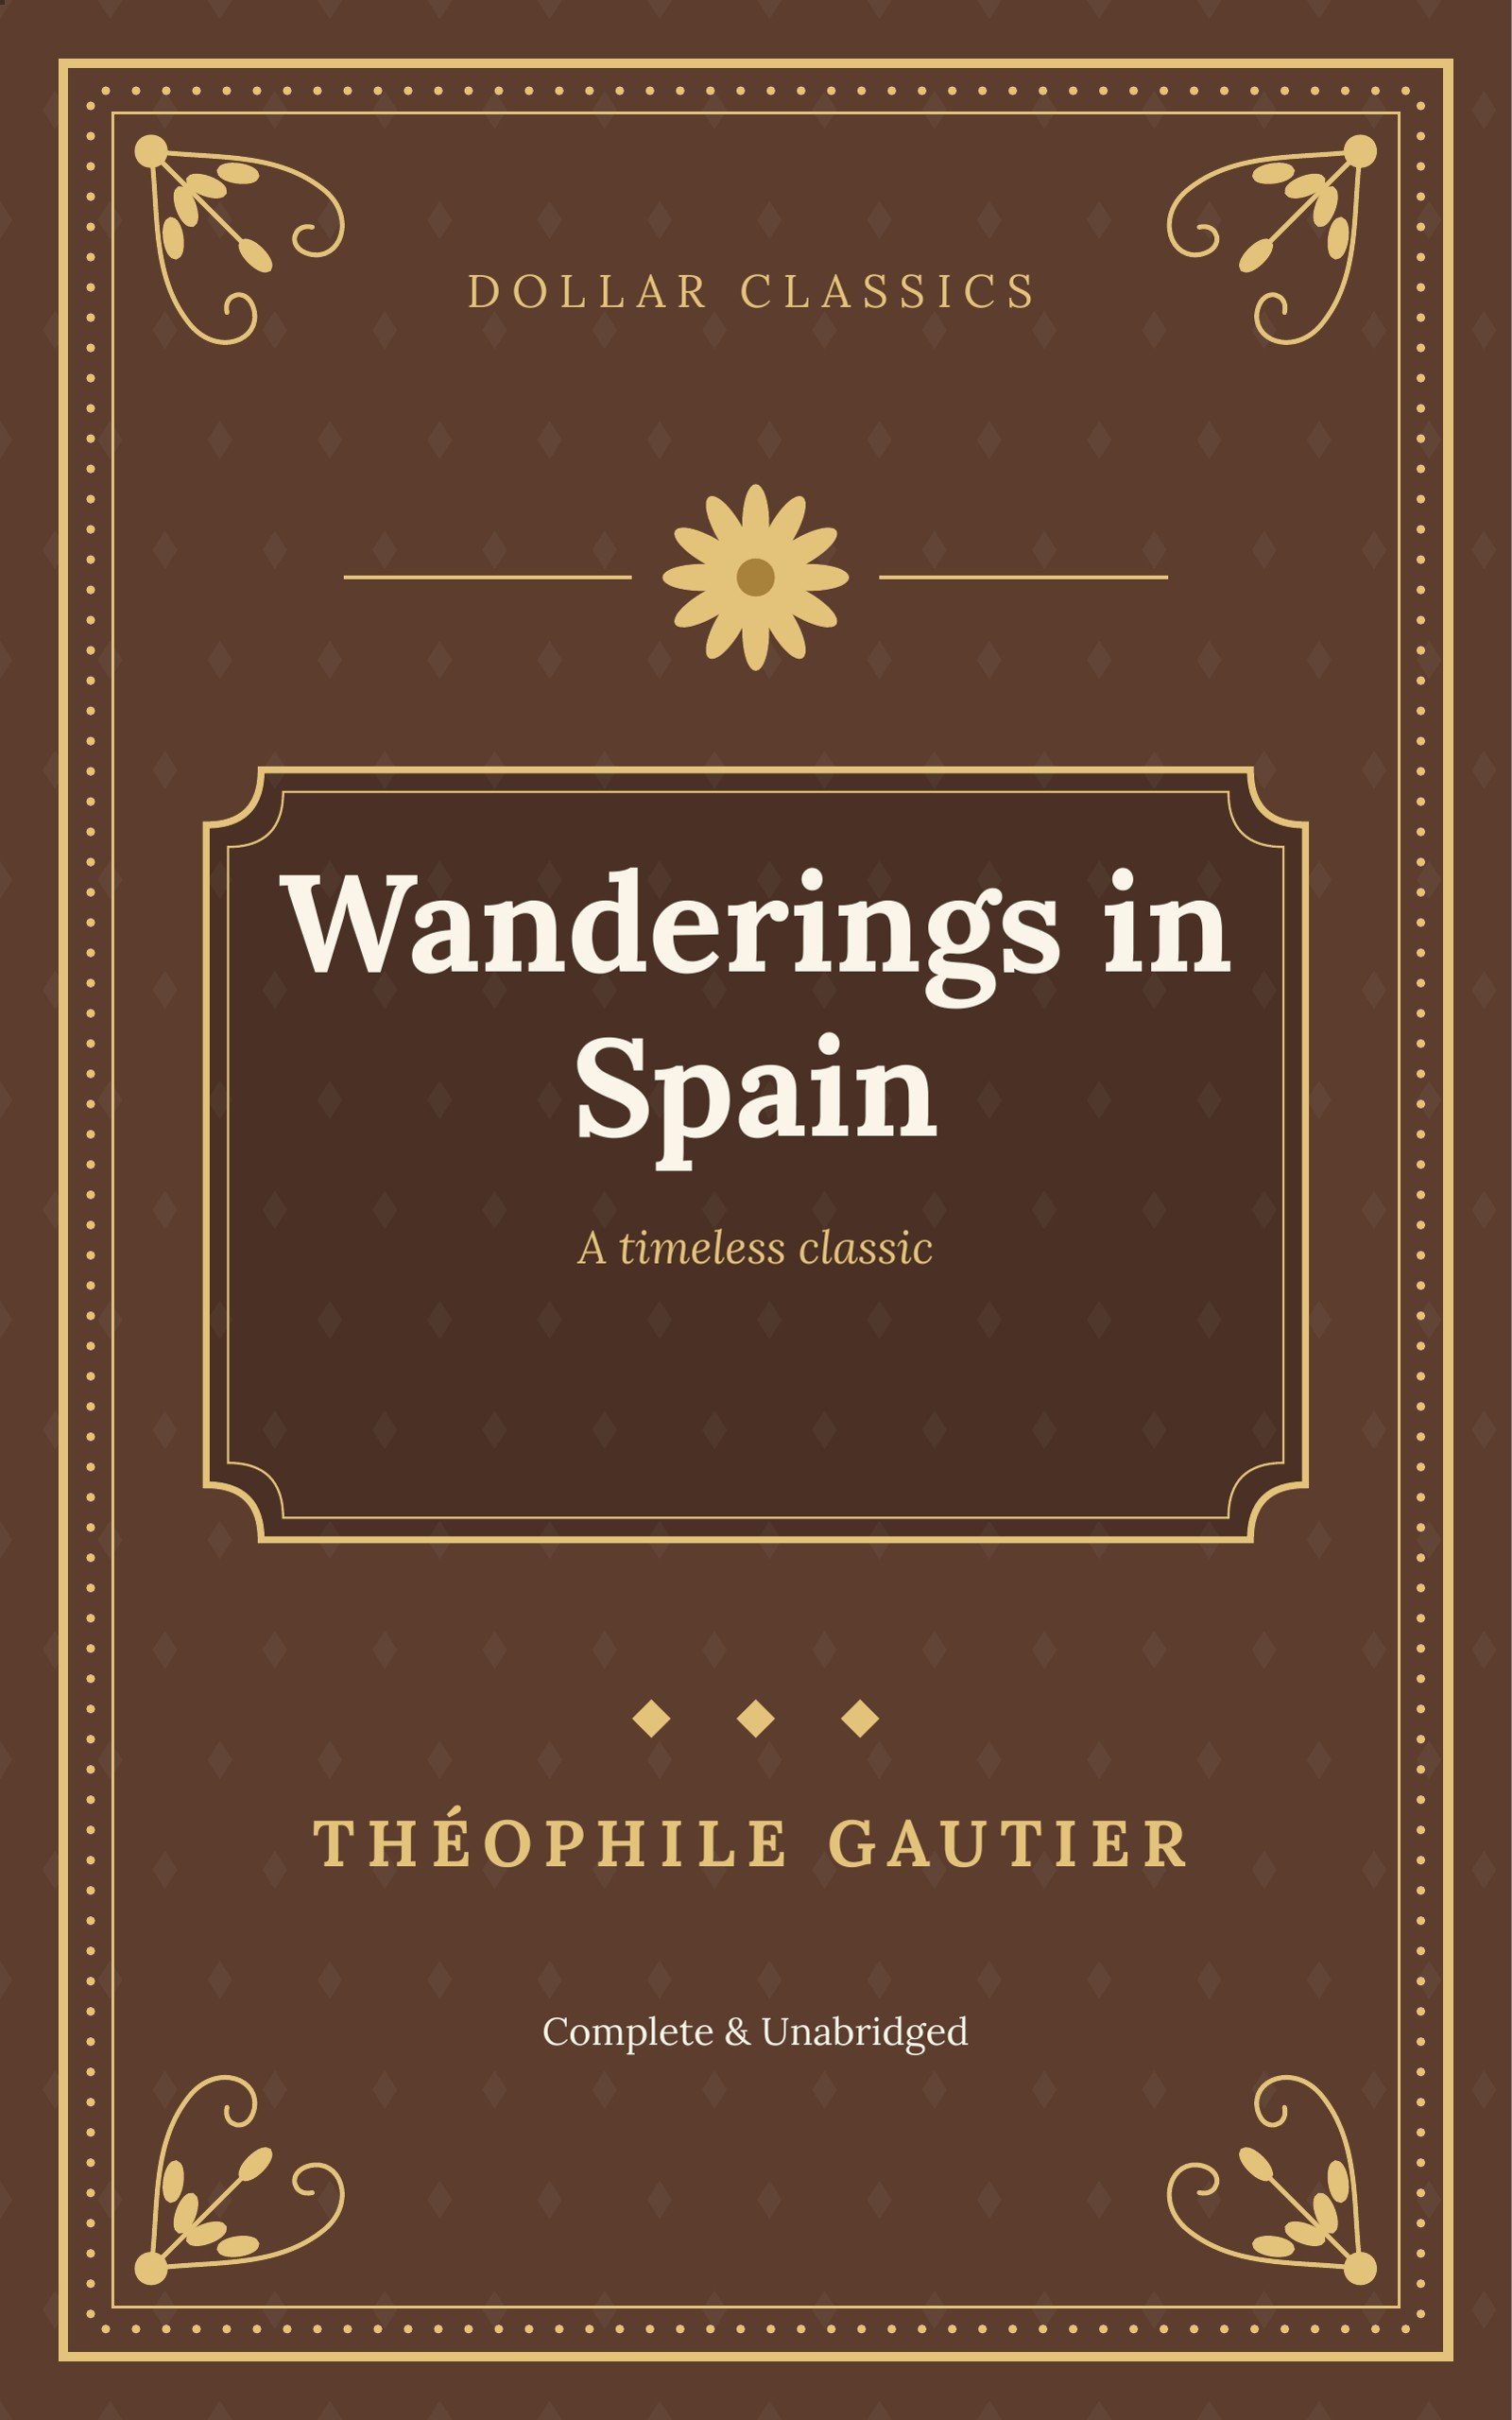 DOLLAR CLASSICS
Wanderings in
Spain
A timeless classic
THÉOPHILE GAUTIER
Complete & Unabridged